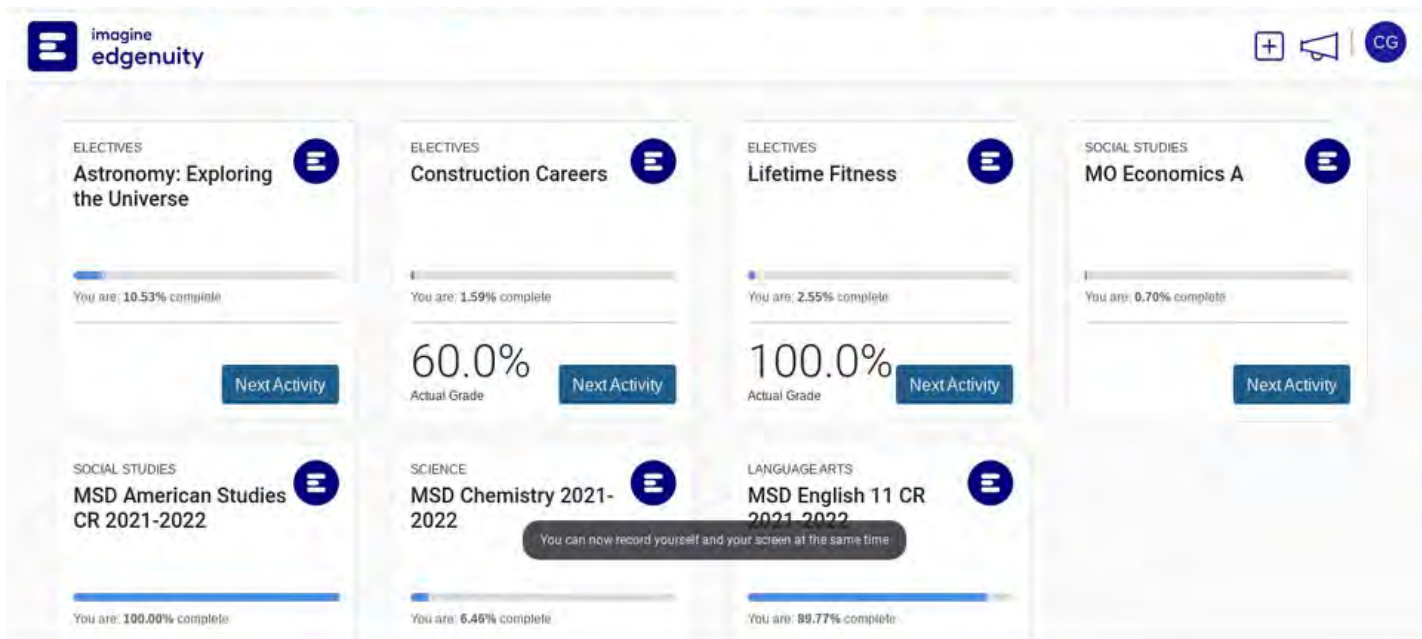 imagine
edgenuity
CG
ELECTIVES
Astronomy: Exploring
the Universe
You are: 10.53% complete
Next Activity
ELECTIVES
Construction Careers
You are: 1.59% complete
60.0%
Actual Grade
Next Activity
ELECTIVES
Lifetime Fitness
You are: 2.55% complete
100.0%
Actual Grade
Next Activity
SOCIAL STUDIES
MO Economics A
You are: 0.70% complete
Next Activity
SOCIAL STUDIES
MSD American Studies
CR 2021-2022
You are: 100.00% complete
SCIENCE
MSD Chemistry 2021-
2022
You are: 6.46% complete
LANGUAGE ARTS
MSD English 11 CR
2021-2022
You are: 89.77% complete
You can now record yourself and your screen at the same time